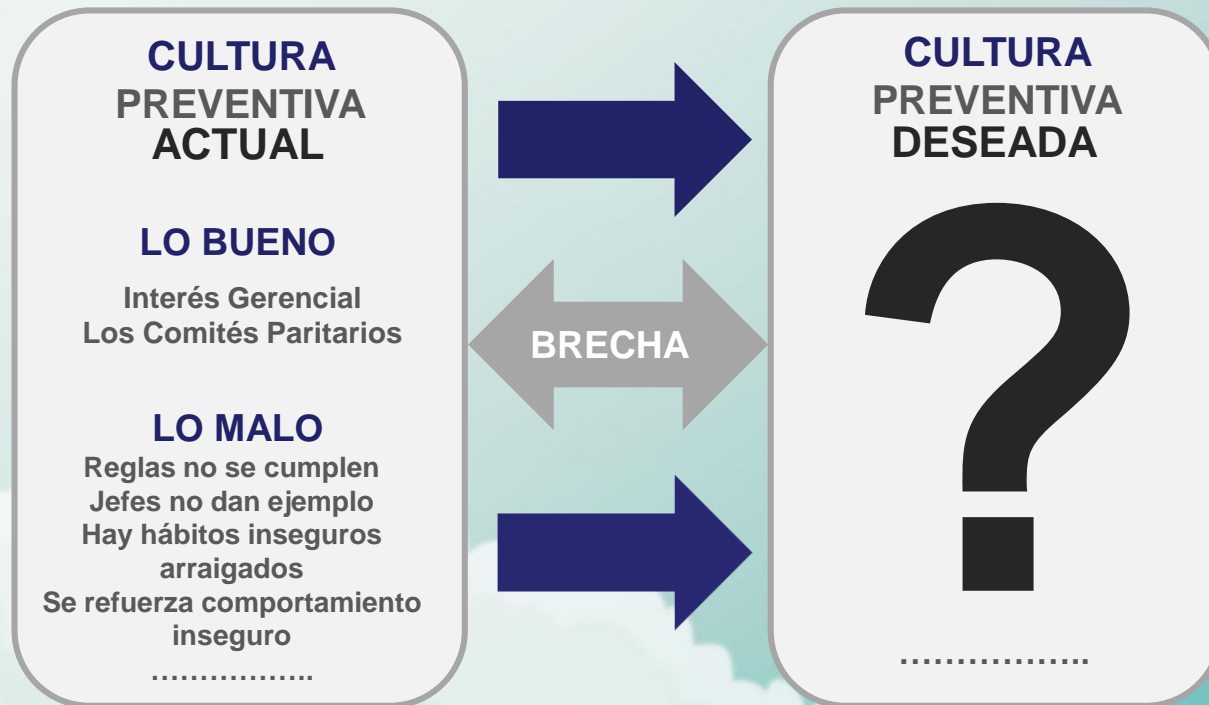 CULTURA
PREVENTIVA
ACTUAL
LO BUENO
Interés Gerencial
Los Comités Paritarios
LO MALO
Reglas no se cumplen
Jefes no dan ejemplo
Hay hábitos inseguros
arraigados
Se refuerza comportamiento
inseguro
……………..
BRECHA
CULTURA
PREVENTIVA
DESEADA
?
………………..